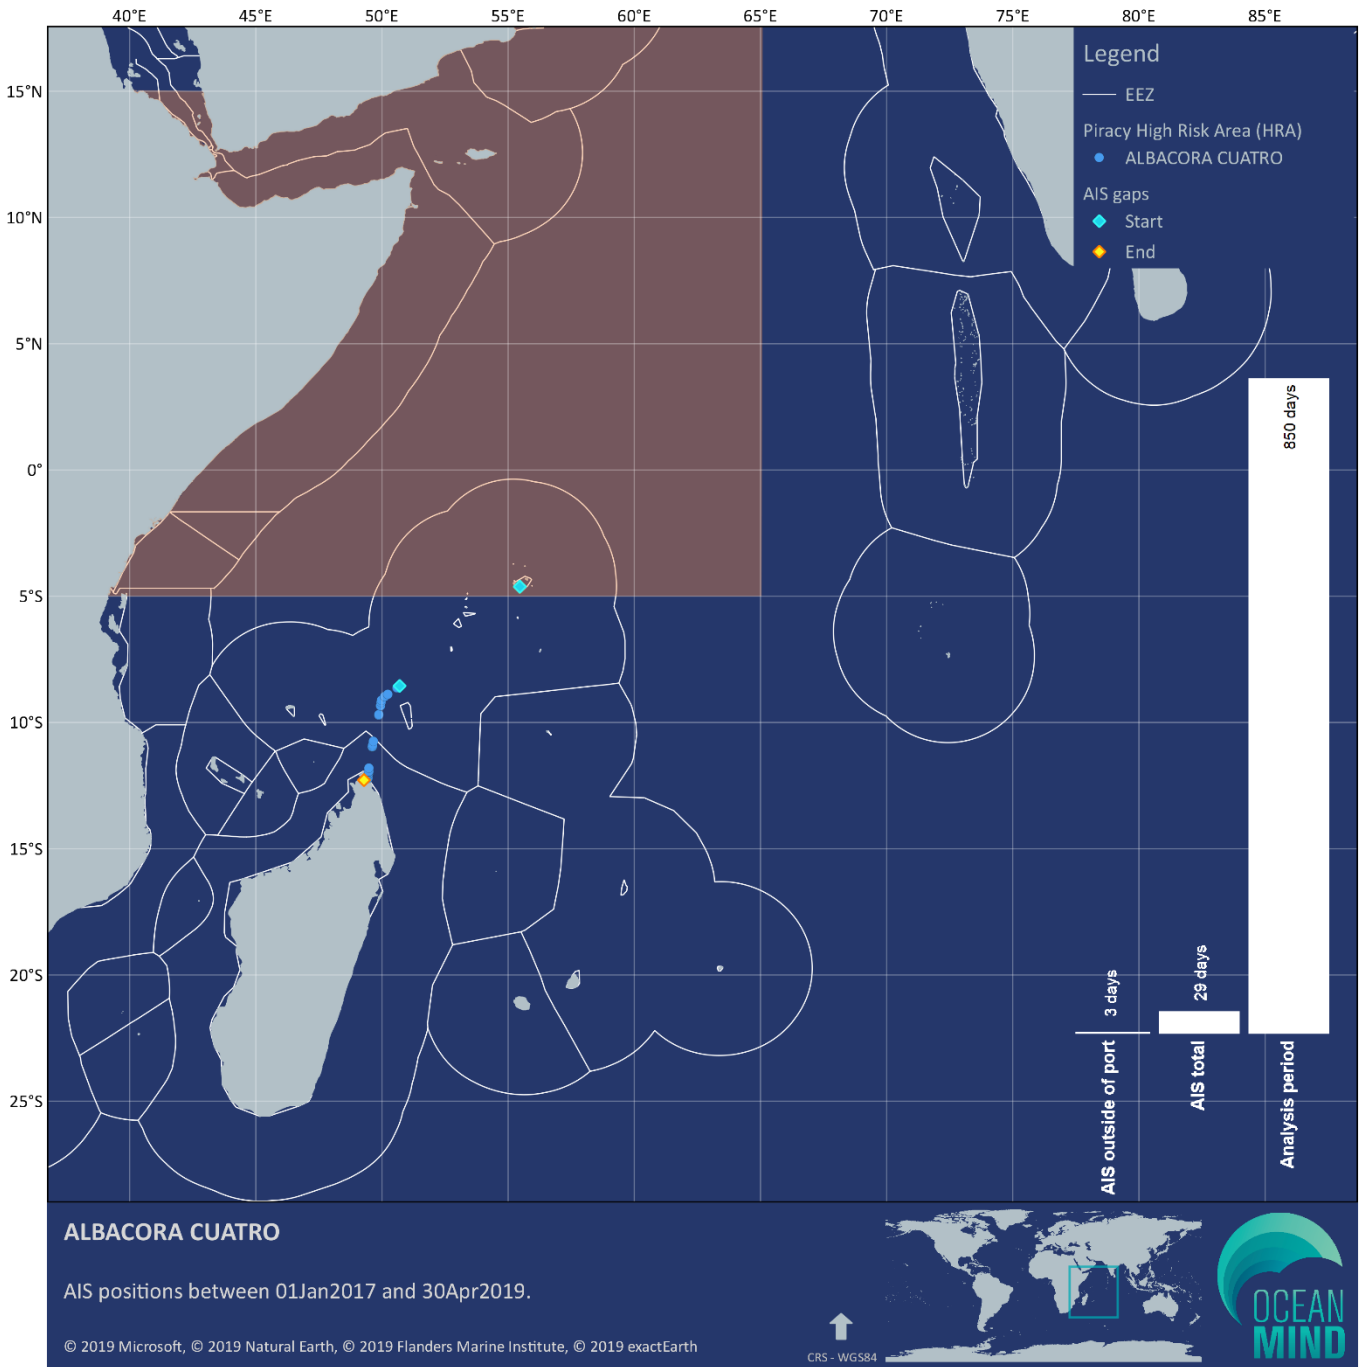 40°E 45°E 50°E 55°E 60°E 65°E 70°E 75°E 80°E 85°E
15°N
10°N
5°N
0°
5°S
10°S
15°S
20°S
25°S
Legend
EEZ
Piracy High Risk Area (HRA)
ALBACORA CUATRO
AIS gaps
Start
End
3 days
29 days
850 days
AIS outside of port
AIS total
Analysis period
ALBACORA CUATRO
AIS positions between 01Jan2017 and 30Apr2019.
© 2019 Microsoft, © 2019 Natural Earth, © 2019 Flanders Marine Institute, © 2019 exactEarth
CRS - WGS84
OCEAN
MIND